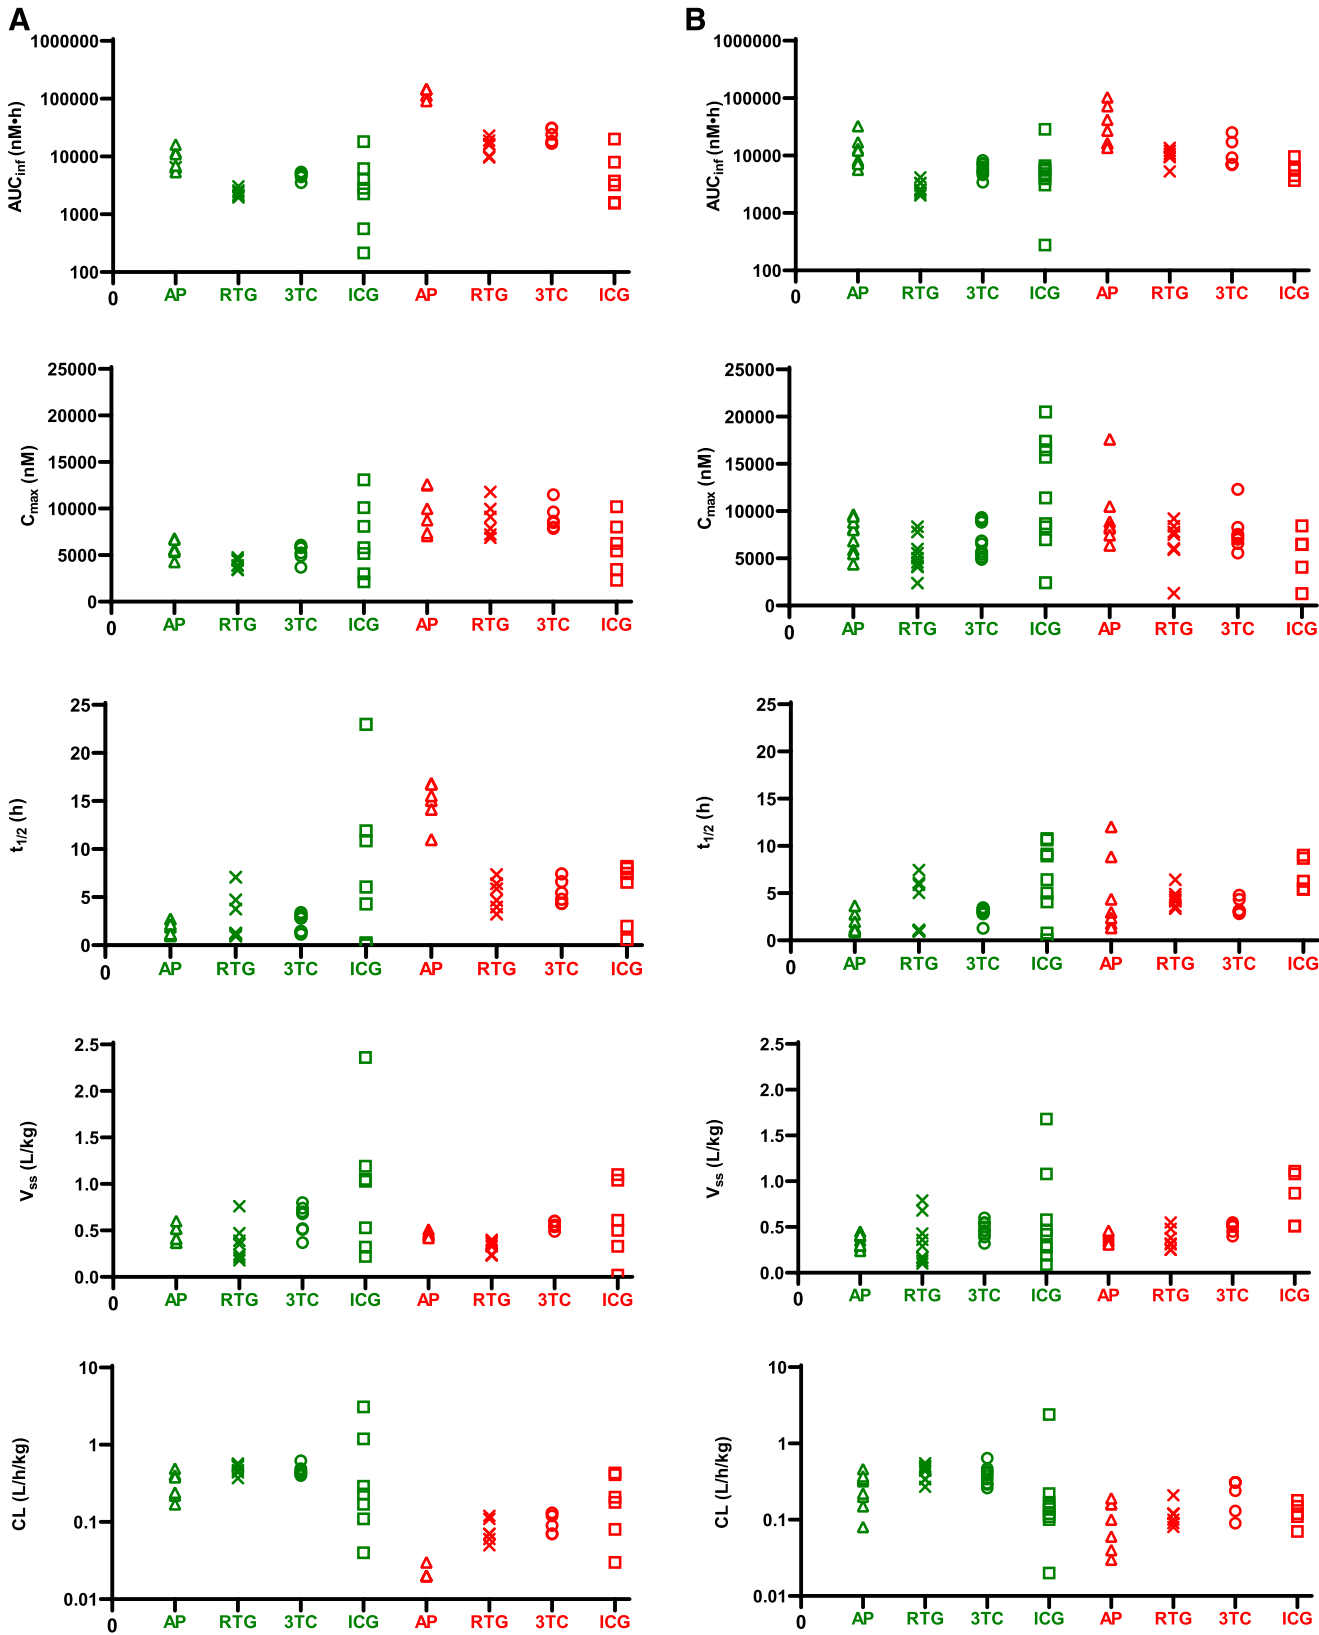 A
B
1000000
100000
10000
1000
100
0
AUCinf (nM•h)
AP RTG 3TC ICG AP RTG 3TC ICG
1000000
100000
10000
1000
100
0
AUCinf (nM•h)
AP RTG 3TC ICG AP RTG 3TC ICG
25000
20000
15000
10000
5000
0
0
Cmax (nM)
AP RTG 3TC ICG AP RTG 3TC ICG
25000
20000
15000
10000
5000
0
0
Cmax (nM)
AP RTG 3TC ICG AP RTG 3TC ICG
25
20
15
10
5
0
0
t1/2 (h)
AP RTG 3TC ICG AP RTG 3TC ICG
25
20
15
10
5
0
0
t1/2 (h)
AP RTG 3TC ICG AP RTG 3TC ICG
2.5
2.0
1.5
1.0
0.5
0.0
0
Vss (L/kg)
AP RTG 3TC ICG AP RTG 3TC ICG
2.5
2.0
1.5
1.0
0.5
0.0
0
Vss (L/kg)
AP RTG 3TC ICG AP RTG 3TC ICG
10
1
0.1
0.01
0
CL (L/h/kg)
AP RTG 3TC ICG AP RTG 3TC ICG
10
1
0.1
0.01
0
CL (L/h/kg)
AP RTG 3TC ICG AP RTG 3TC ICG